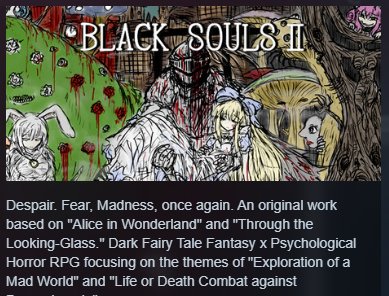 BLACK SOULS II
Despair. Fear, Madness, once again. An original work
based on "Alice in Wonderland" and "Through the
Looking-Glass." Dark Fairy Tale Fantasy x Psychological
Horror RPG focusing on the themes of "Exploration of a
Mad World" and "Life or Death Combat against